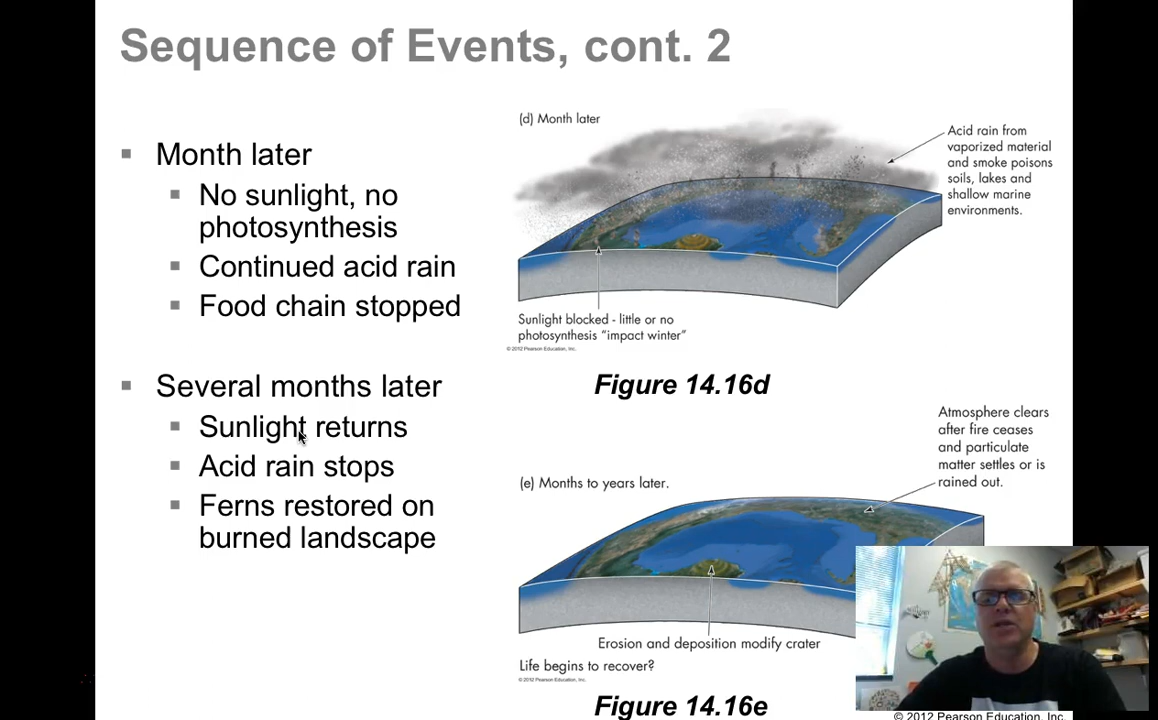 Sequence of Events, cont. 2
Month later
No sunlight, no
photosynthesis
Continued acid rain
Food chain stopped
Several months later
Sunlight returns
Acid rain stops
Ferns restored on
burned landscape
(d) Month later
Acid rain from
vaporized material
and smoke poisons
soils, lakes and
shallow marine
environments.
Sunlight blocked - little or no
photosynthesis "impact winter"
© 2012 Pearson Education, Inc.
Figure 14.16d
Atmosphere clears
after fire ceases
and particulate
matter settles or is
rained out.
(e) Months to years later.
Erosion and deposition modify crater
Life begins to recover?
© 2012 Pearson Education, Inc.
Figure 14.16e
© 2012 Pearson Education, Inc.